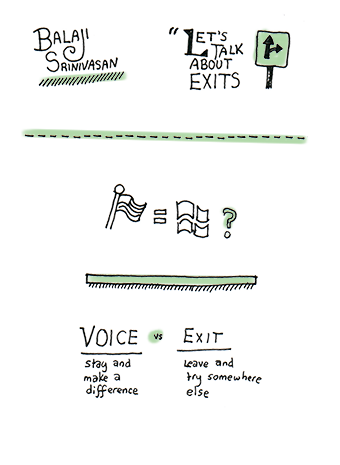 BALAJI
SRINIVASAN
"LET'S
TALK
ABOUT
EXITS
= ?
VOICE vs EXIT
stay and
make a
difference
Leave and
try somewhere
else